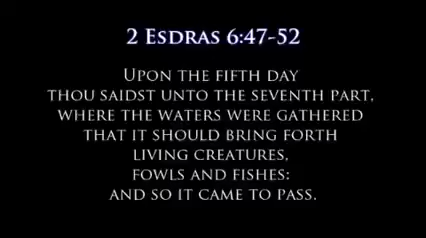 2 Esdras 6:47-52
Upon the fifth day
thou saidst unto the seventh part,
where the waters were gathered
that it should bring forth
living creatures,
fowls and fishes:
and so it came to pass.